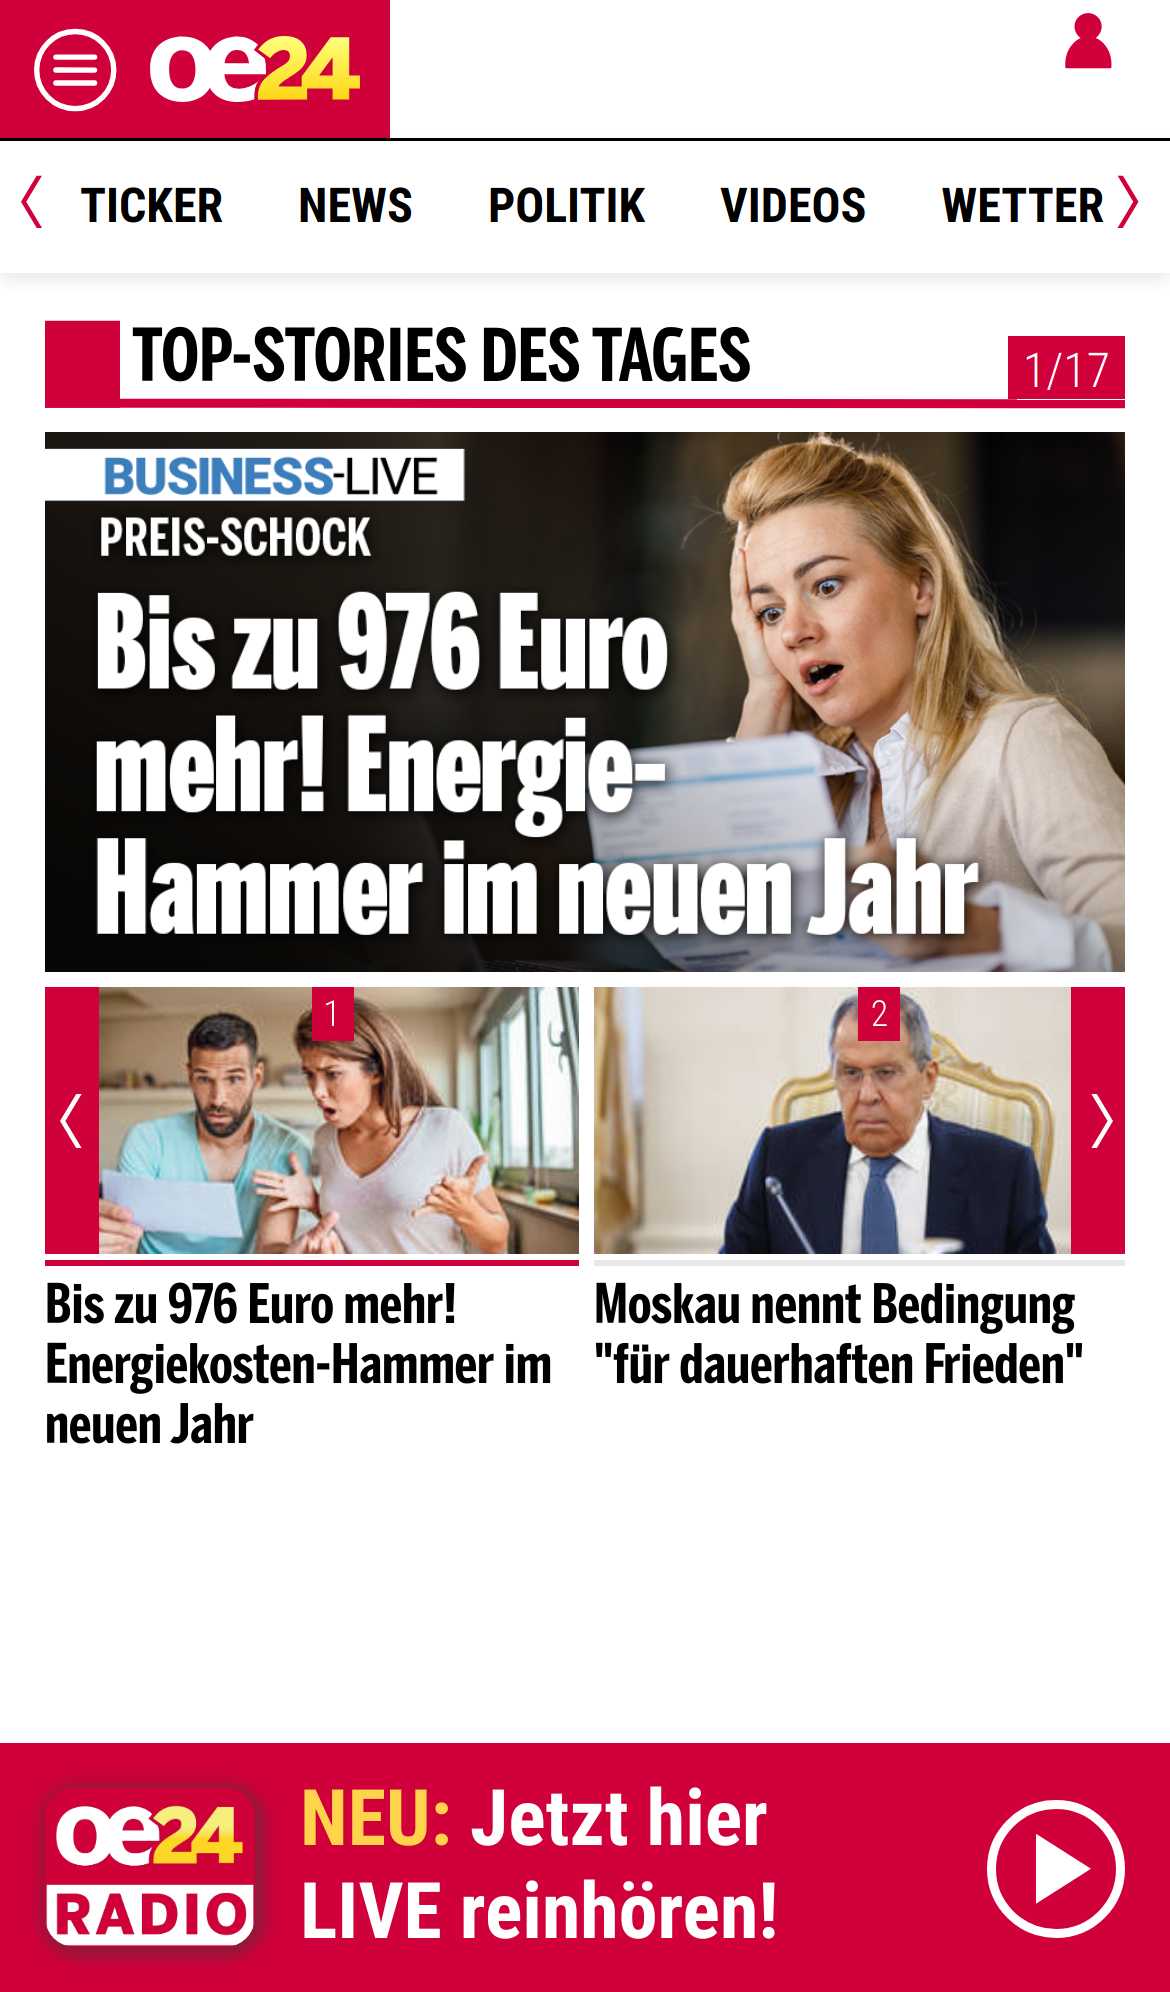 oe24
TICKER NEWS POLITIK VIDEOS WETTER
TOP-STORIES DES TAGES
1/17
BUSINESS-LIVE
PREIS-SCHOCK
Bis zu 976 Euro
mehr! Energie-
Hammer im neuen Jahr
1
2
Bis zu 976 Euro mehr!
Energiekosten-Hammer im
neuen Jahr
Moskau nennt Bedingung
"für dauerhaften Frieden"
oe24
RADIO
NEU: Jetzt hier
LIVE reinhören!